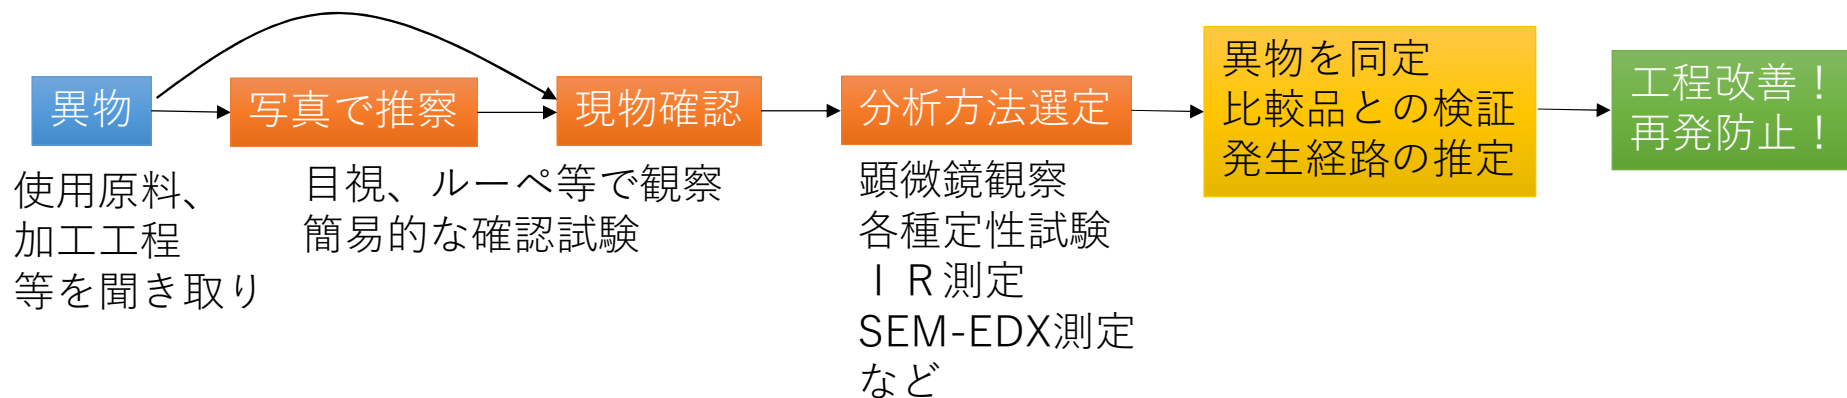 異物
使用原料、
加工工程
等を聞き取り
写真で推察
現物確認
目視、ルーペ等で観察
簡易的な確認試験
分析方法選定
顕微鏡観察
各種定性試験
ＩＲ測定
SEM-EDX測定
など
異物を同定
比較品との検証
発生経路の推定
工程改善！
再発防止！